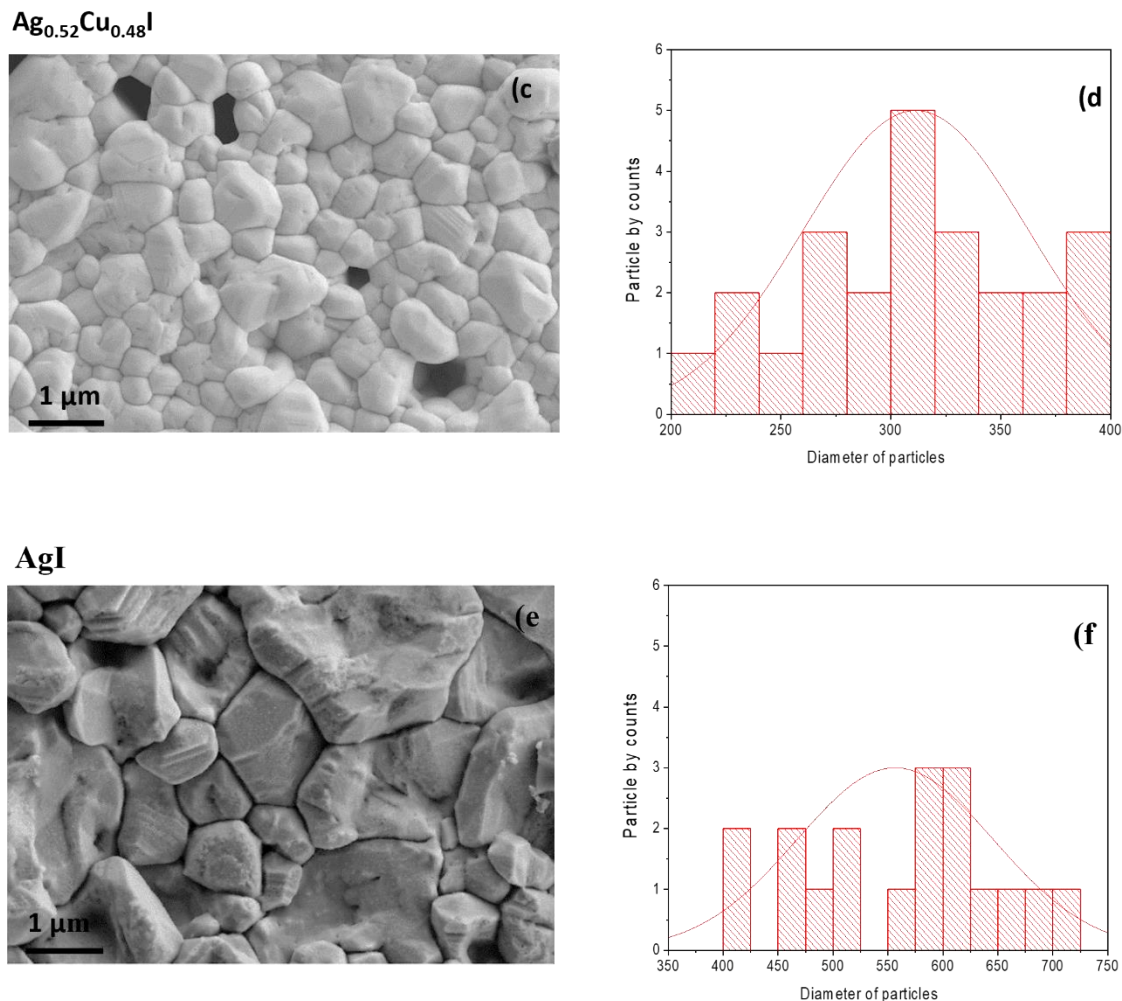 Ag0.52Cu0.48I
(c
1 µm
(d
Particle by counts
6
5
4
3
2
1
0
200 250 300 350 400
Diameter of particles
AgI
(e
1 µm
(f
Particle by counts
6
5
4
3
2
1
0
350 400 450 500 550 600 650 700 750
Diameter of particles